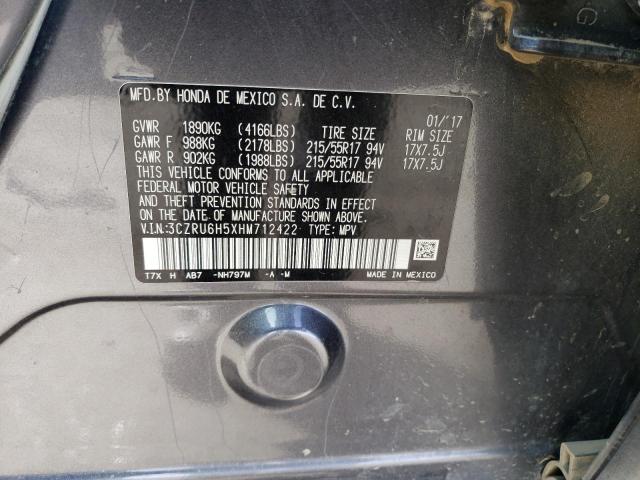 G
MFD.BY HONDA DE MEXICO S.A. DE C.V.
01/'17
GVWR 1890KG (4166LBS) TIRE SIZE RIM SIZE
GAWR F 988KG (2178LBS) 215/55R17 94V 17X7.5J
GAWR R 902KG (1988LBS) 215/55R17 94V 17X7.5J
THIS VEHICLE CONFORMS TO ALL APPLICABLE
FEDERAL MOTOR VEHICLE SAFETY
AND THEFT PREVENTION STANDARDS IN EFFECT
ON THE DATE OF MANUFACTURE SHOWN ABOVE.
V.I.N:3CZRU6H5XHM712422 TYPE: MPV
T7X H AB7 -NH797M -A -M MADE IN MEXICO